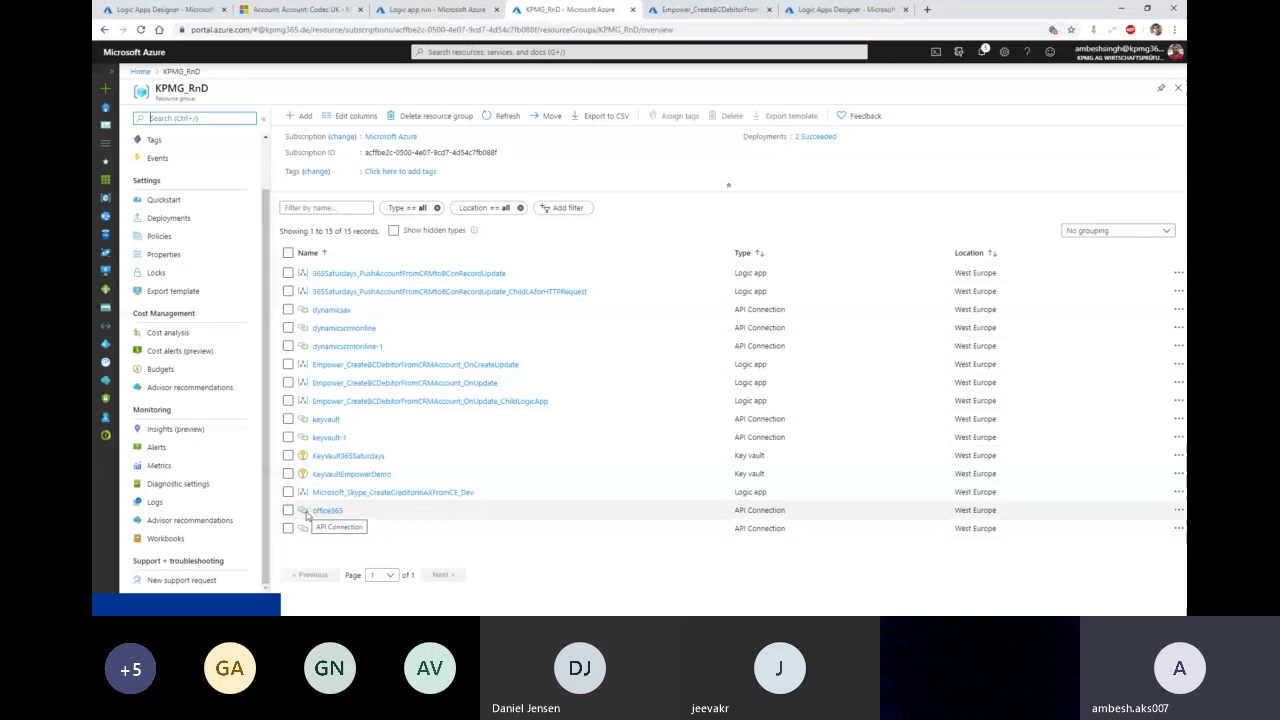 Logic Apps Designer - Microsoft
Account: Account: Codec UK - M
Logic app run - Microsoft Azure
KPMG_RnD - Microsoft Azure
Empower_CreateBCDebitorFrom
Logic Apps Designer - Microsoft
portal.azure.com/#@kpmg365.de/resource/subscriptions/acffbe2c-0500-4e07-9cd7-4d54c7fb088f/resourceGroups/KPMG_RnD/overview
Microsoft Azure
Search resources, services, and docs (G+/)
1
ambeshsingh@kpmg36...
KPMG AG WIRTSCHAFTSPRÜFU...
Home > KPMG_RnD
KPMG_RnD
Resource group
Search (Ctrl+/)
Tags
Events
Settings
Quickstart
Deployments
Policies
Properties
Locks
Export template
Cost Management
Cost analysis
Cost alerts (preview)
Budgets
Advisor recommendations
Monitoring
Insights (preview)
Alerts
Metrics
Diagnostic settings
Logs
Advisor recommendations
Workbooks
Support + troubleshooting
New support request
Add
Edit columns
Delete resource group
Refresh
Move
Export to CSV
Assign tags
Delete
Export template
Feedback
Subscription (change) : Microsoft Azure
Deployments : 2 Succeeded
Subscription ID : acffbe2c-0500-4e07-9cd7-4d54c7fb088f
Tags (change) : Click here to add tags
Filter by name...
Type == all
Location == all
Add filter
Showing 1 to 15 of 15 records.
Show hidden types
No grouping
Name Type Location
365Saturdays_PushAccountFromCRMtoBConRecordUpdate Logic app West Europe
365Saturdays_PushAccountFromCRMtoBConRecordUpdate_ChildLAforHTTPRequest Logic app West Europe
dynamicsax API Connection West Europe
dynamicscrmonline API Connection West Europe
dynamicscrmonline-1 API Connection West Europe
Empower_CreateBCDebitorFromCRMAccount_OnCreateUpdate Logic app West Europe
Empower_CreateBCDebitorFromCRMAccount_OnUpdate Logic app West Europe
Empower_CreateBCDebitorFromCRMAccount_OnUpdate_ChildLogicApp Logic app West Europe
keyvault API Connection West Europe
keyvault-1 API Connection West Europe
KeyVault365Saturdays Key vault West Europe
KeyVaultEmpowerDemo Key vault West Europe
Microsoft_Skype_CreateCreditonnAXFromCE_Dev Logic app West Europe
office365 API Connection West Europe
API Connection
API Connection West Europe
< Previous
Page 1 of 1
Next >
+5
GA
GN
AV
DJ
J
A
Daniel Jensen
jeevakr
ambesh.aks007